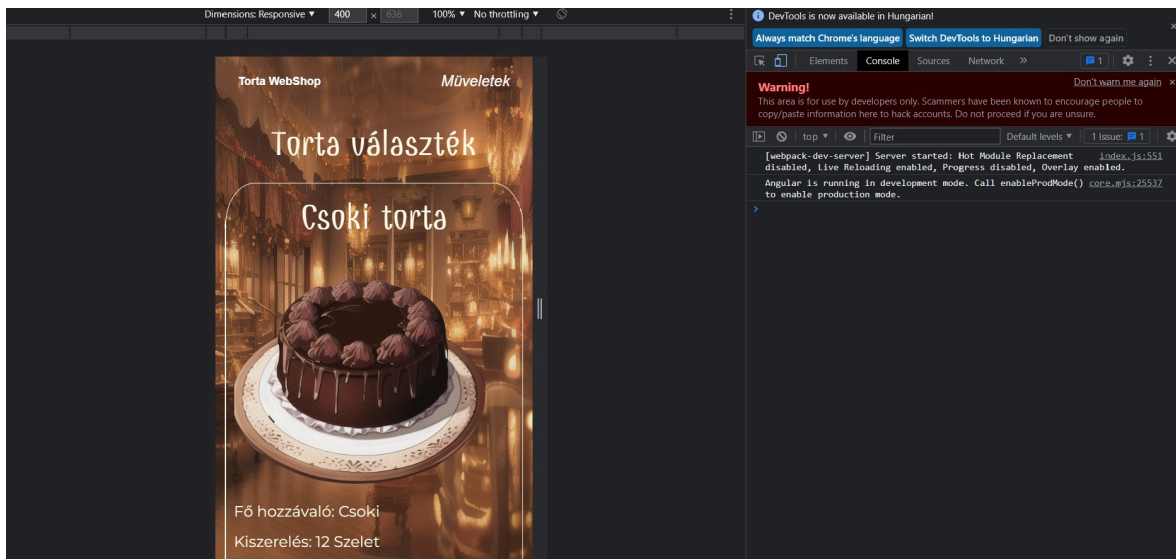 Dimensions: Responsive ▼ 400 × 636 100% ▼ No throttling ▼
Torta WebShop Müveletek
Torta választék
Csoki torta
Fő hozzávaló: Csoki
Kiszerelés: 12 Szelet
DevTools is now available in Hungarian!
Always match Chrome's language Switch DevTools to Hungarian Don't show again
Elements Console Sources Network » 1
Warning! Don't warn me again
This area is for use by developers only. Scammers have been known to encourage people to
copy/paste information here to hack accounts. Do not proceed if you are unsure.
top ▼ Filter Default levels ▼ 1 Issue: 1
[webpack-dev-server] Server started: Hot Module Replacement index.js:551
disabled, Live Reloading enabled, Progress disabled, Overlay enabled.
Angular is running in development mode. Call enableProdMode() core.mjs:25537
to enable production mode.